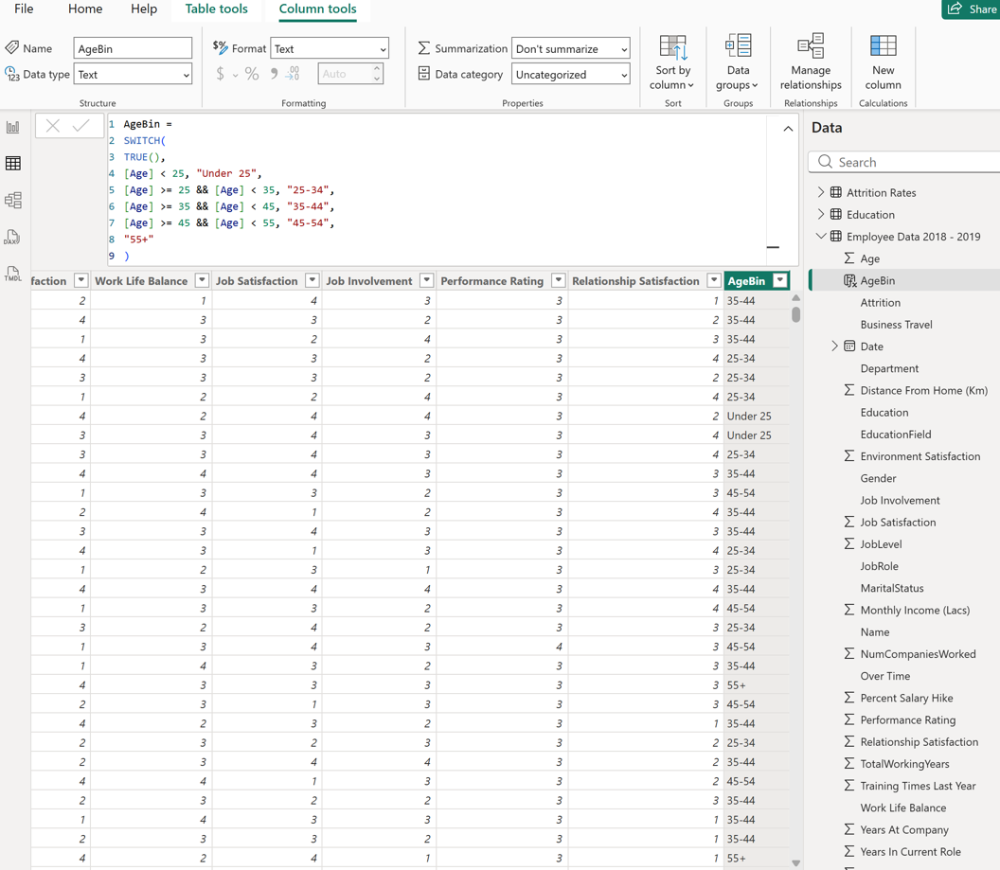 File Home Help Table tools Column tools Share
Name AgeBin $% Format Text Summarization Don't summarize
Data type Text $ % Auto Data category Uncategorized
Sort by column Data groups Manage relationships New column
Structure Formatting Properties Sort Groups Relationships Calculations
1 AgeBin =
2 SWITCH(
3 TRUE(),
4 [Age] < 25, "Under 25",
5 [Age] >= 25 && [Age] < 35, "25-34",
6 [Age] >= 35 && [Age] < 45, "35-44",
7 [Age] >= 45 && [Age] < 55, "45-54",
8 "55+"
9 )
DAX
TMDL
faction Work Life Balance Job Satisfaction Job Involvement Performance Rating Relationship Satisfaction AgeBin
2 1 4 3 3 1 35-44
4 3 3 2 3 2 35-44
1 3 2 4 3 3 35-44
4 3 3 2 3 4 25-34
3 3 3 2 3 2 25-34
1 2 2 4 3 4 25-34
4 2 4 4 3 2 Under 25
3 3 4 3 3 4 Under 25
3 3 4 3 3 4 25-34
4 4 4 3 3 3 35-44
1 3 3 2 3 3 45-54
2 4 1 2 3 4 35-44
3 3 4 3 3 3 35-44
4 3 1 3 3 4 25-34
1 2 3 1 3 3 25-34
4 3 4 4 3 4 35-44
1 3 3 2 3 4 45-54
3 2 4 2 3 3 25-34
1 3 4 3 4 3 45-54
1 4 3 2 3 3 35-44
4 3 3 3 3 3 55+
2 3 1 3 3 3 45-54
4 2 3 2 3 1 35-44
2 3 2 3 3 2 25-34
2 3 4 4 3 2 35-44
4 4 1 3 3 2 45-54
2 3 2 2 3 3 35-44
1 4 3 3 3 1 35-44
2 3 3 2 3 1 35-44
4 2 4 1 3 1 55+
Data
Search
Attrition Rates
Education
Employee Data 2018 - 2019
Age
AgeBin
Attrition
Business Travel
Date
Department
Distance From Home (Km)
Education
EducationField
Environment Satisfaction
Gender
Job Involvement
Job Satisfaction
JobLevel
JobRole
MaritalStatus
Monthly Income (Lacs)
Name
NumCompaniesWorked
Over Time
Percent Salary Hike
Performance Rating
Relationship Satisfaction
TotalWorkingYears
Training Times Last Year
Work Life Balance
Years At Company
Years In Current Role